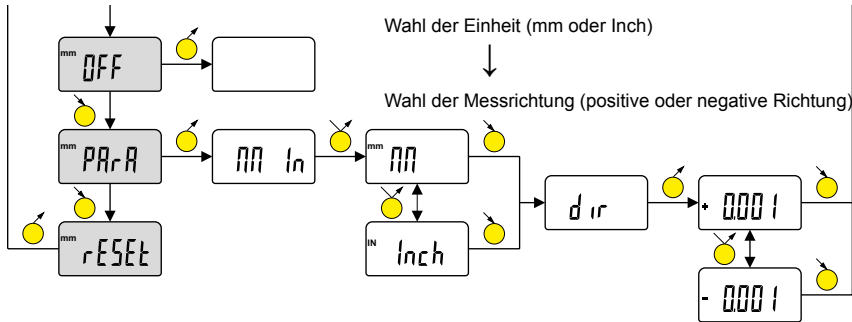 Wahl der Einheit (mm oder Inch)
Wahl der Messrichtung (positive oder negative Richtung)
mm OFF
mm PArA
MM In
mm MM
IN Inch
dir
+ 0.001
- 0.001
mm rESEt